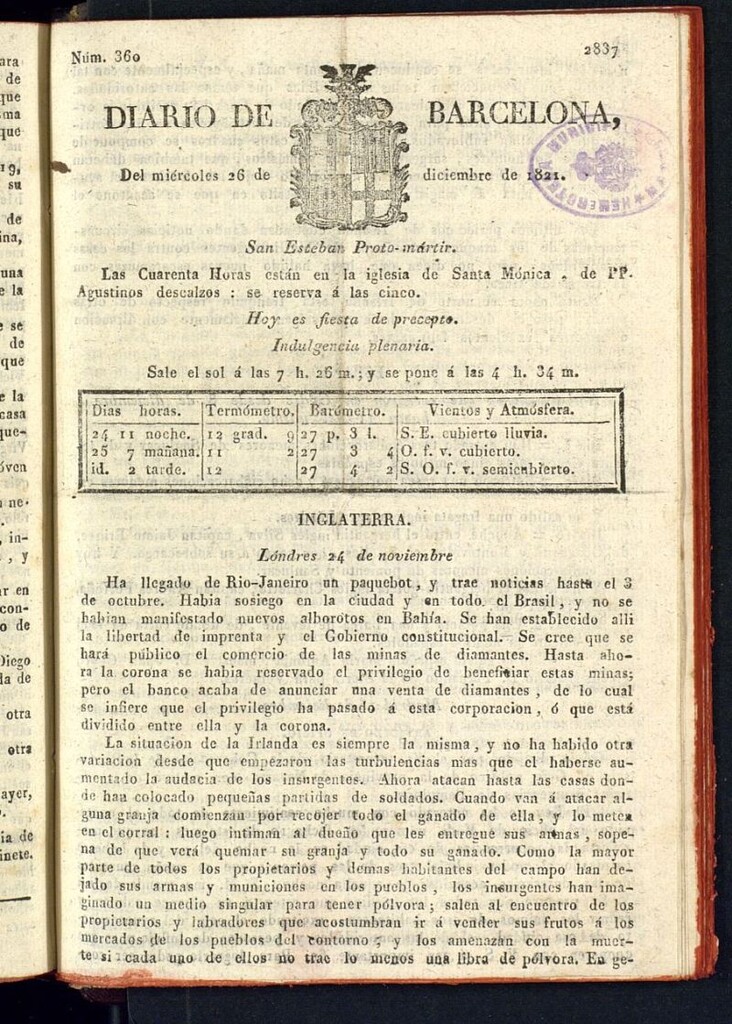 Núm. 360
2837
DIARIO DE BARCELONA,
Del miércoles 26 de diciembre de 1821.
HEMEROTECA MUNICIPAL
San Esteban Proto-mártir.
Las Cuarenta Horas están en la iglesia de Santa Mónica, de PP.
Agustinos descalzos : se reserva á las cinco.
Hoy es fiesta de precepto.
Indulgencia plenaria.
Sale el sol á las 7 h. 26 m. ; y se pone á las 4 h. 34 m.
Dias horas. Termómetro. Barómetro. Vientos y Atmósfera.
24 11 noche. 12 grad. 9 27 p. 3 l. S. E. cubierto lluvia.
25 7 mañana. 11 2 27 3 4 O. f. v. cubierto.
id. 2 tarde. 12 27 4 2 S. O. f. v. semicubierto.
INGLATERRA.
Lóndres 24 de noviembre
Ha llegado de Rio-Janeiro un paquebot, y trae noticias hasta el 3
de octubre. Habia sosiego en la ciudad y en todo el Brasil, y no se
habian manifestado nuevos alborotos en Bahía. Se han establecido alli
la libertad de imprenta y el Gobierno constitucional. Se cree que se
hará público el comercio de las minas de diamantes. Hasta aho-
ra la corona se habia reservado el privilegio de beneficiar estas minas;
pero el banco acaba de anunciar una venta de diamantes, de lo cual
se infiere que el privilegio ha pasado á esta corporacion, ó que está
dividido entre ella y la corona.
La situacion de la Irlanda es siempre la misma, y no ha habido otra
variacion desde que empezaron las turbulencias mas que el haberse au-
mentado la audacia de los insurgentes. Ahora atacan hasta las casas don-
de han colocado pequeñas partidas de soldados. Cuando van á atacar al-
guna granja comienzan por recojer todo el ganado de ella, y lo meten
en el corral : luego intiman al dueño que les entregue sus armas, sope-
na de que verá quemar su granja y todo su ganado. Como la mayor
parte de todos los propietarios y demas habitantes del campo han de-
jado sus armas y municiones en los pueblos, los insurgentes han ima-
ginado un medio singular para tener pólvora; salen al encuentro de los
propietarios y labradores que acostumbran ir á vender sus frutos á los
mercados de los pueblos del contorno; y los amenazan con la muer-
te si cada uno de ellos no trae lo menos una libra de pólvora. En ge-